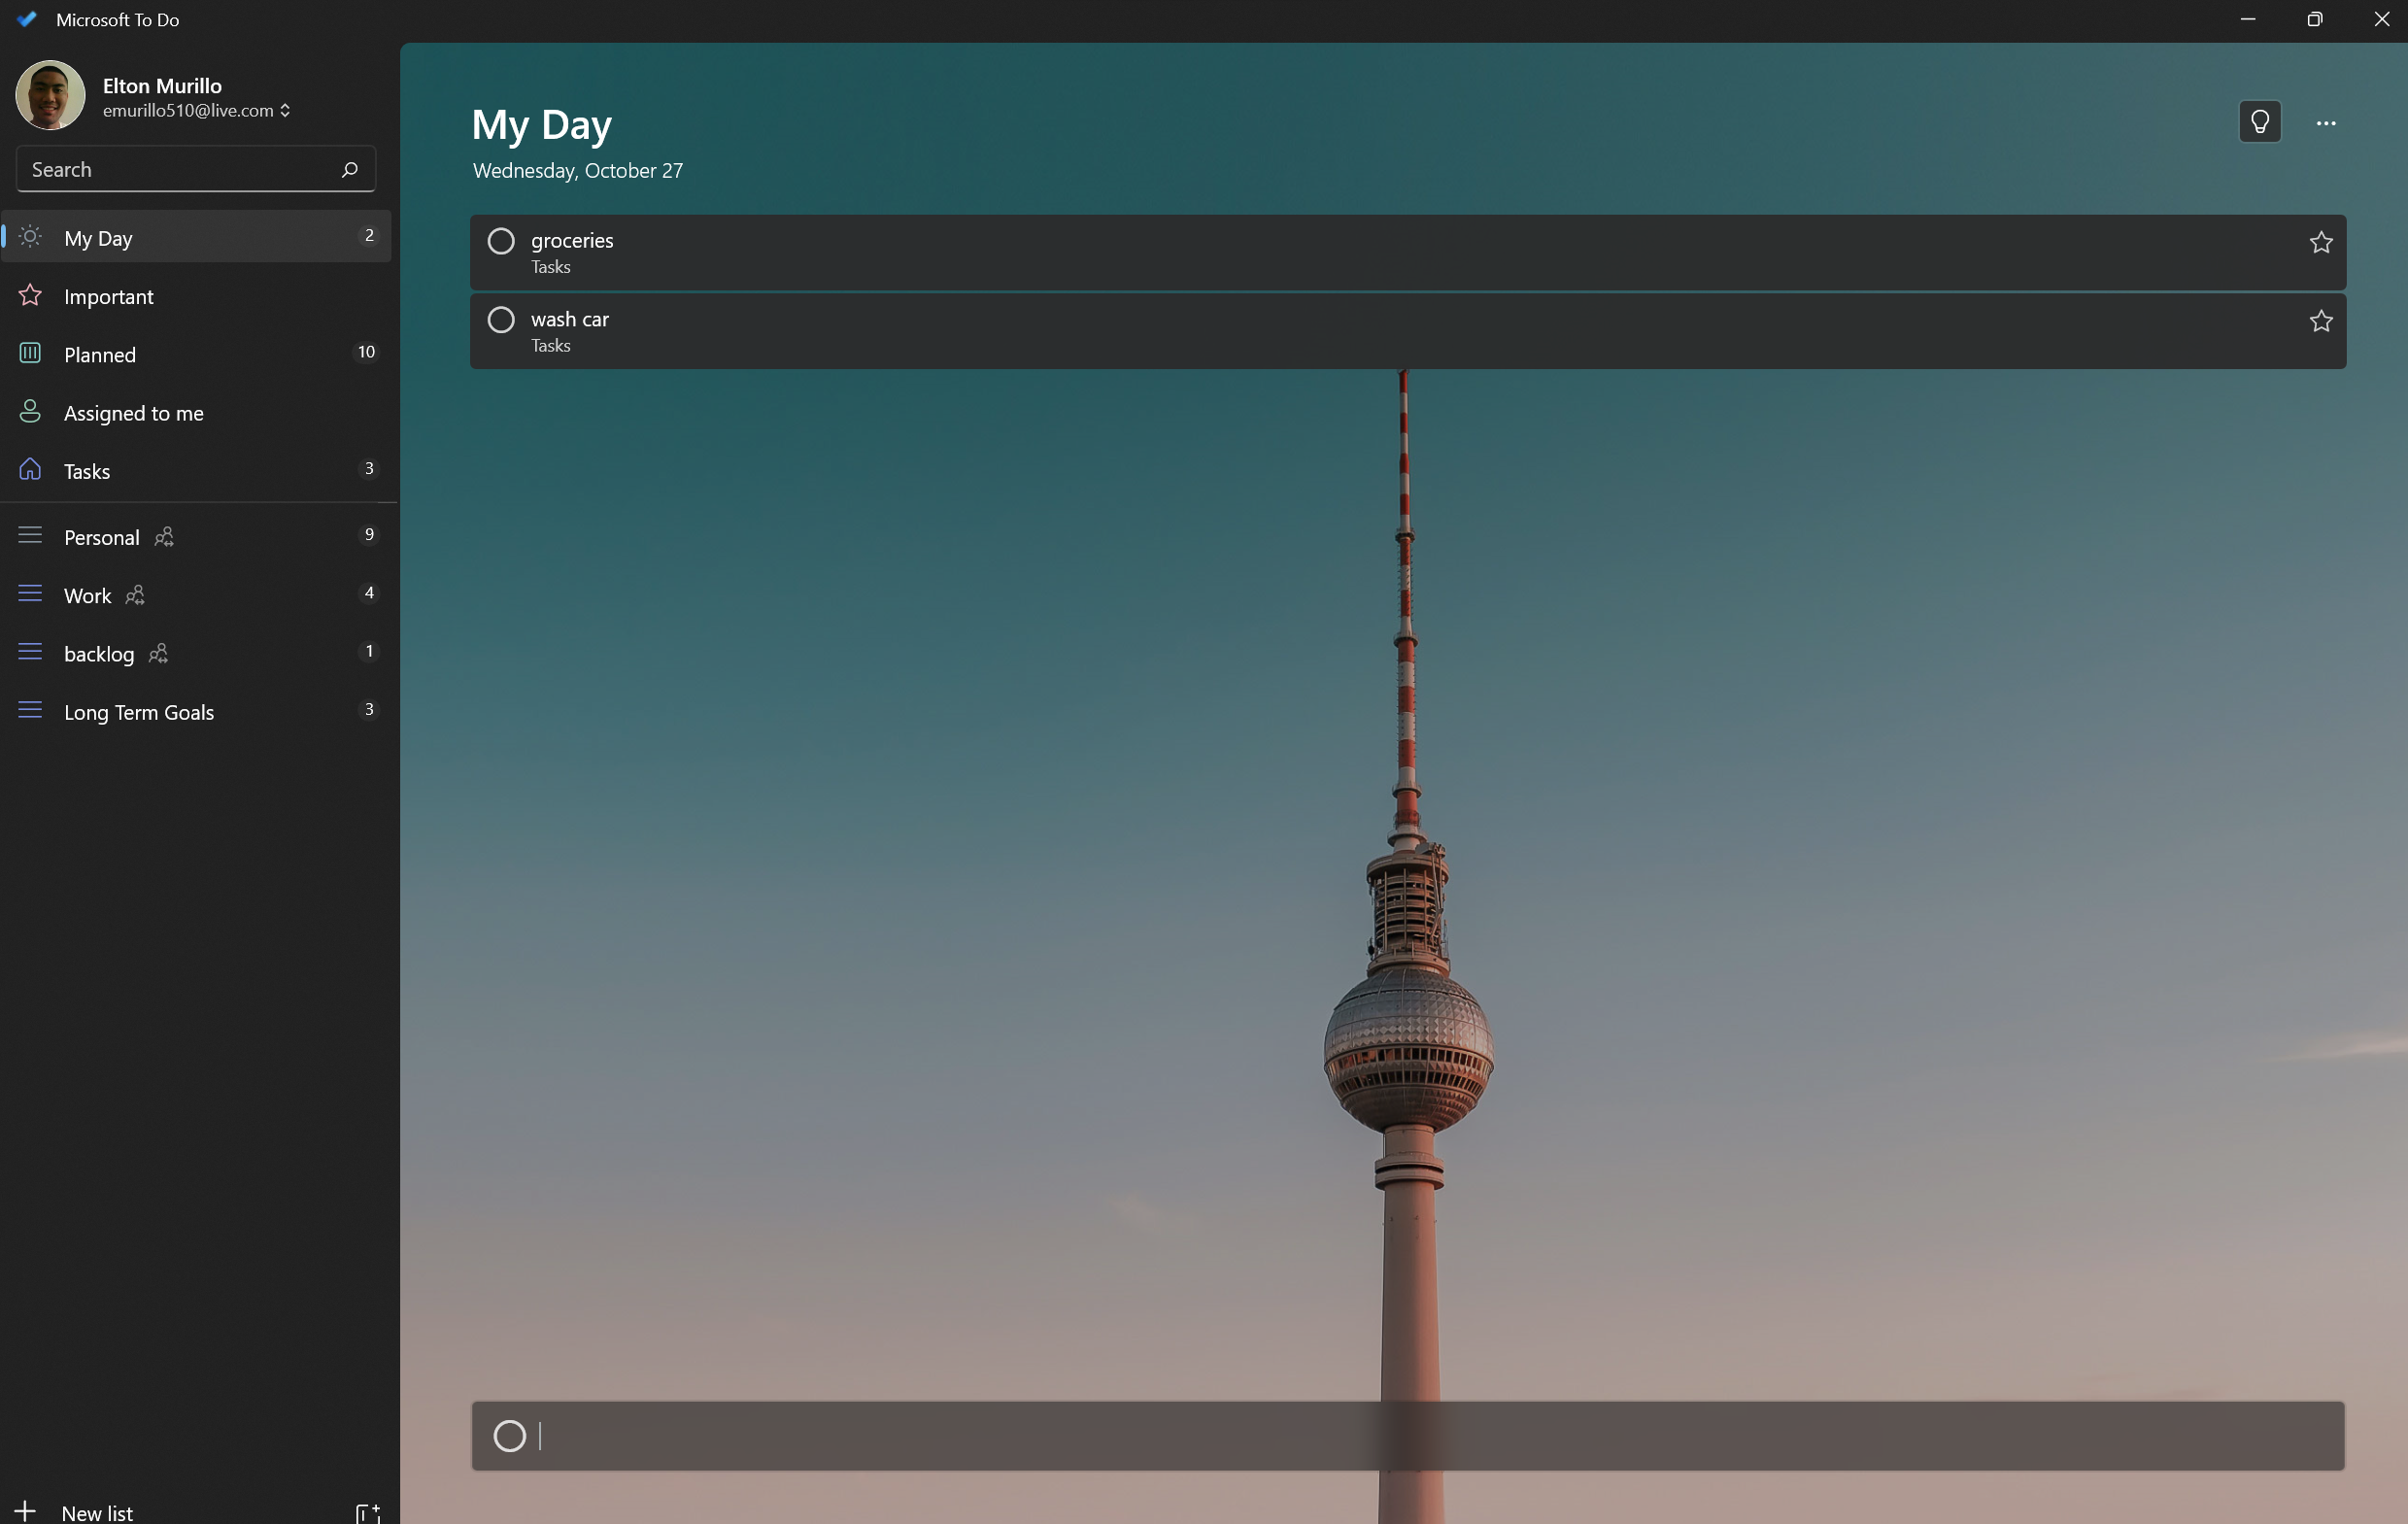 Microsoft To Do
Elton Murillo
emurillo510@live.com
Search
My Day 2
Important
Planned 10
Assigned to me
Tasks 3
Personal 9
Work 4
backlog 1
Long Term Goals 3
New list
My Day
Wednesday, October 27
groceries
Tasks
wash car
Tasks